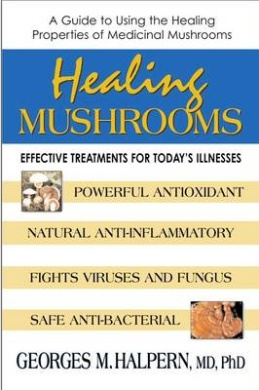 A Guide to Using the Healing
Properties of Medicinal Mushrooms
Healing
MUSHROOMS
EFFECTIVE TREATMENTS FOR TODAY'S ILLNESSES
POWERFUL ANTIOXIDANT
NATURAL ANTI-INFLAMMATORY
FIGHTS VIRUSES AND FUNGUS
SAFE ANTI-BACTERIAL
GEORGES M. HALPERN, MD, PhD